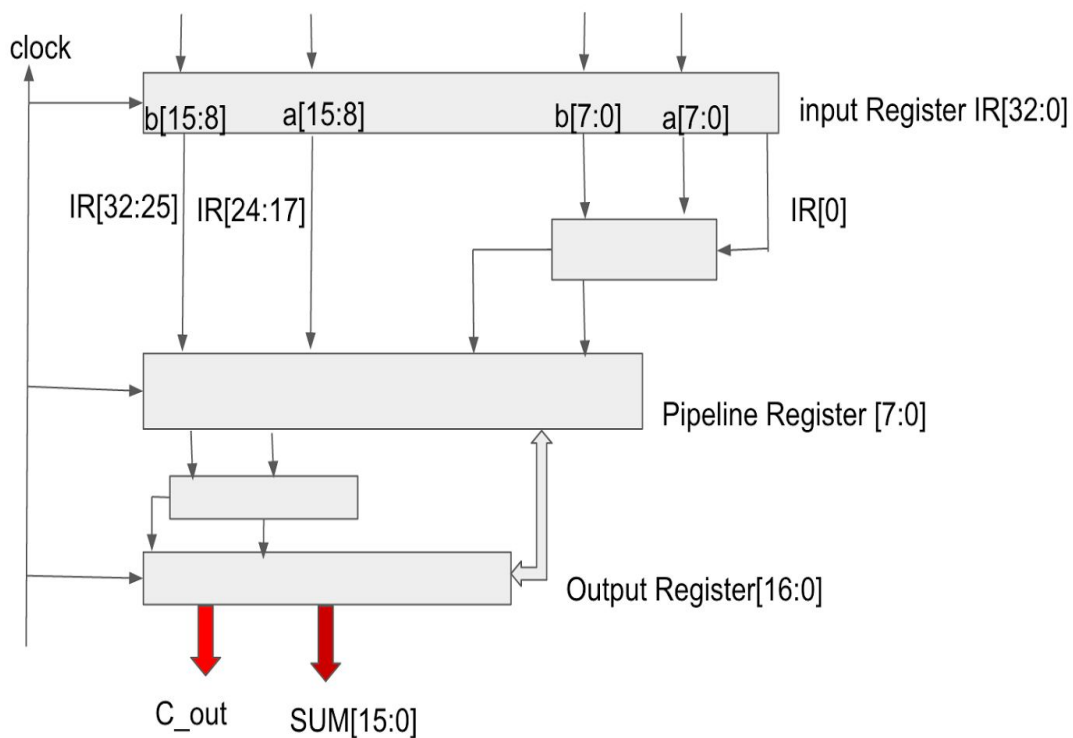 clock
b[15:8]
a[15:8]
b[7:0]
a[7:0]
input Register IR[32:0]
IR[32:25]
IR[24:17]
IR[0]
Pipeline Register [7:0]
Output Register[16:0]
C_out
SUM[15:0]